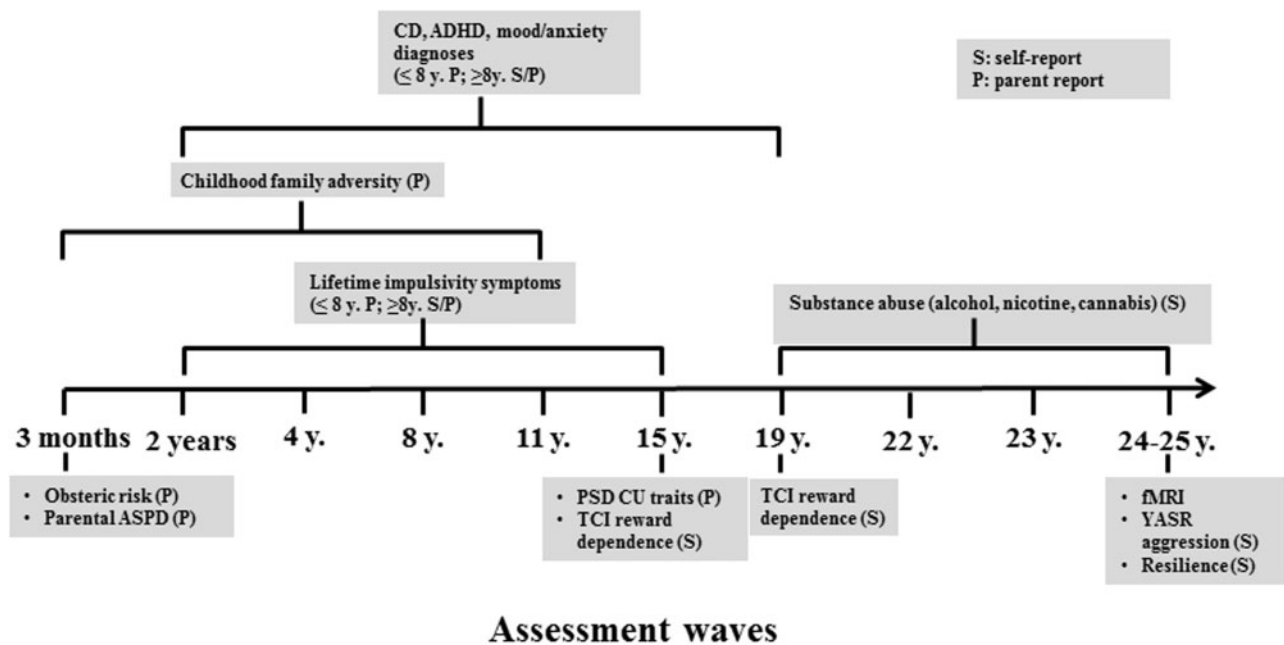 CD, ADHD, mood/anxiety
diagnoses
(≤ 8 y. P; ≥8y. S/P)
S: self-report
P: parent report
Childhood family adversity (P)
Lifetime impulsivity symptoms
(≤ 8 y. P; ≥8y. S/P)
Substance abuse (alcohol, nicotine, cannabis) (S)
3 months 2 years 4 y. 8 y. 11 y. 15 y. 19 y. 22 y. 23 y. 24-25 y.
• Obsteric risk (P)
• Parental ASPD (P)
• PSD CU traits (P)
• TCI reward
dependence (S)
TCI reward
dependence (S)
• fMRI
• YASR
aggression (S)
• Resilience (S)
Assessment waves